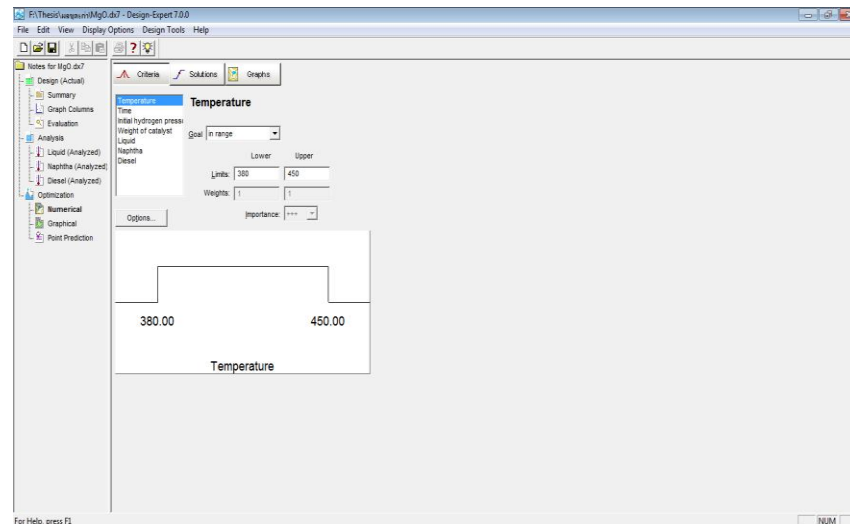 MgO.dx7 - Design-Expert 7.0.0
File Edit View Display Options Design Tools Help
Notes for MgO.dx7
Design (Actual)
Summary
Graph Columns
Evaluation
Analysis
Liquid (Analyzed)
Naphtha (Analyzed)
Diesel (Analyzed)
Optimization
Numerical
Graphical
Point Prediction
Criteria Solutions Graphs
Temperature
Time
Initial hydrogen press
Weight of catalyst
Liquid
Naphtha
Diesel
Options...
Temperature
Goal in range
Lower Upper
Limits: 380 450
Weights: 1 1
Importance: +++
380.00 450.00
Temperature
For Help, press F1 NUM